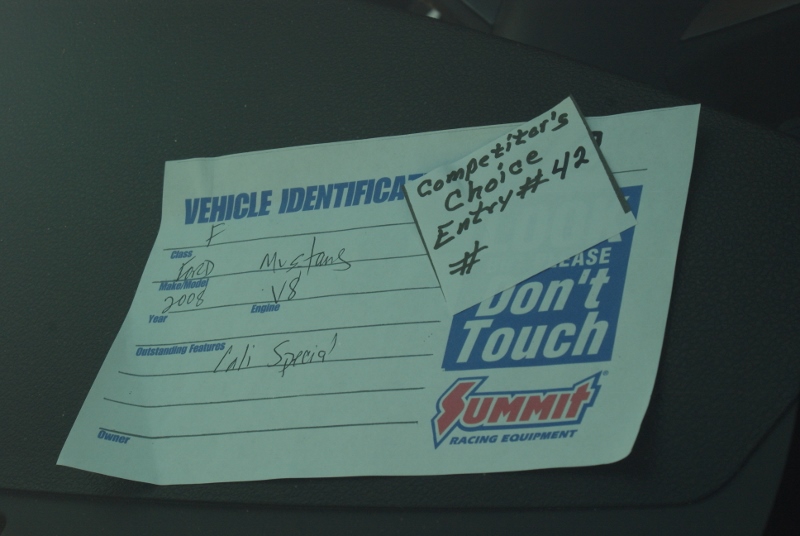 VEHICLE IDENTIFICA
F
Class
FORD Mustang
Make/Model
2008 V8
Year Engine
Outstanding Features
Cali Special
Owner
Competitor's
Choice
Entry # 42
#
EASE
Don't
Touch
SUMMIT
RACING EQUIPMENT